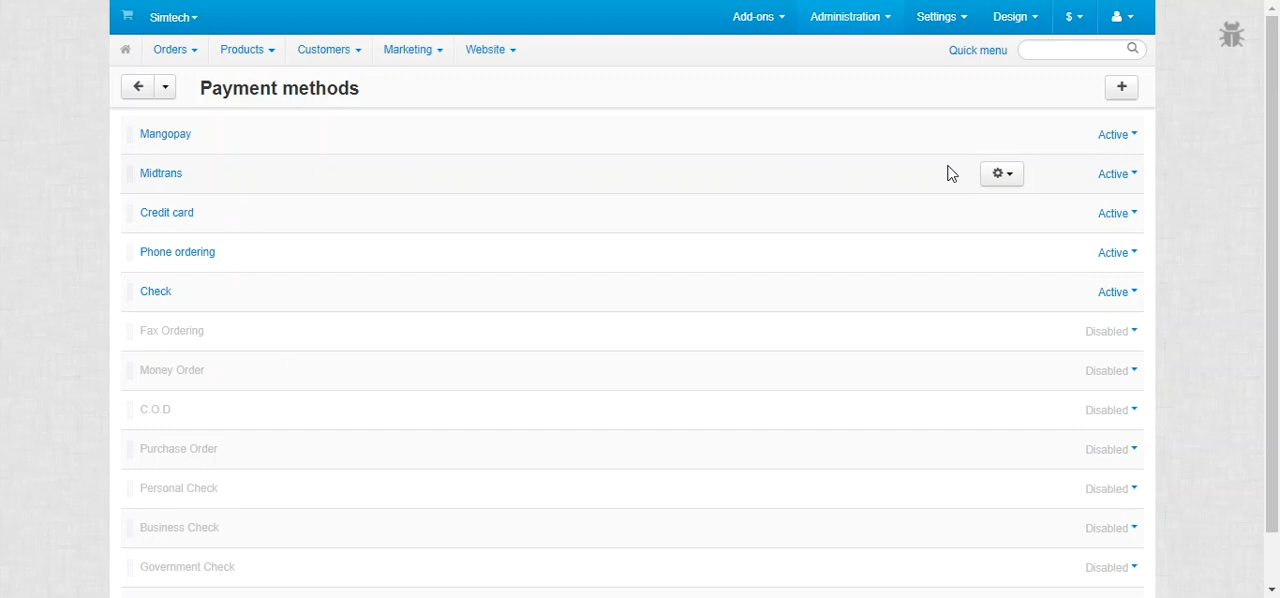 Simtech
Add-ons
Administration
Settings
Design
$
Orders
Products
Customers
Marketing
Website
Quick menu
Payment methods
+
Mangopay
Active
Midtrans
Active
Credit card
Active
Phone ordering
Active
Check
Active
Fax Ordering
Disabled
Money Order
Disabled
C.O.D
Disabled
Purchase Order
Disabled
Personal Check
Disabled
Business Check
Disabled
Government Check
Disabled